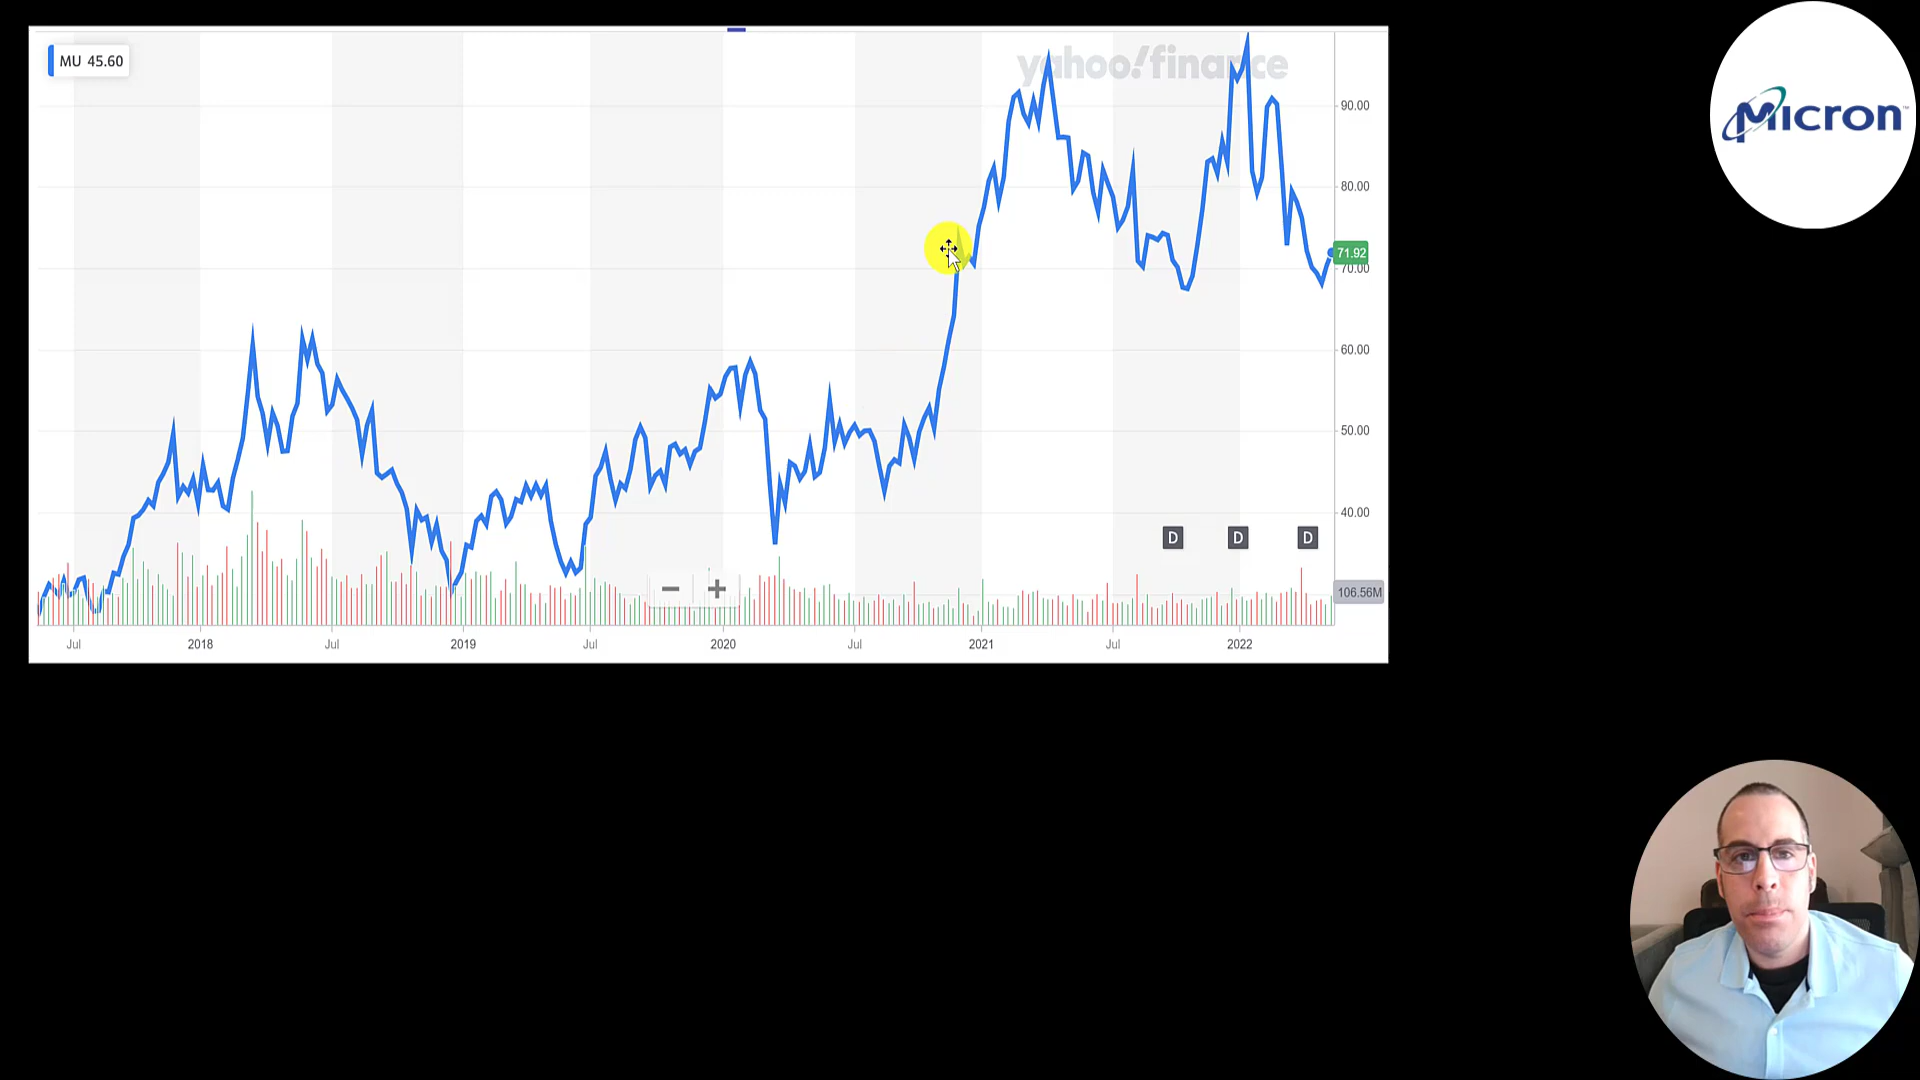 MU 45.60
yahoo!finance
Micron
90.00
80.00
71.92
70.00
60.00
50.00
40.00
D D D
106.56M
Jul 2018 Jul 2019 Jul 2020 Jul 2021 Jul 2022